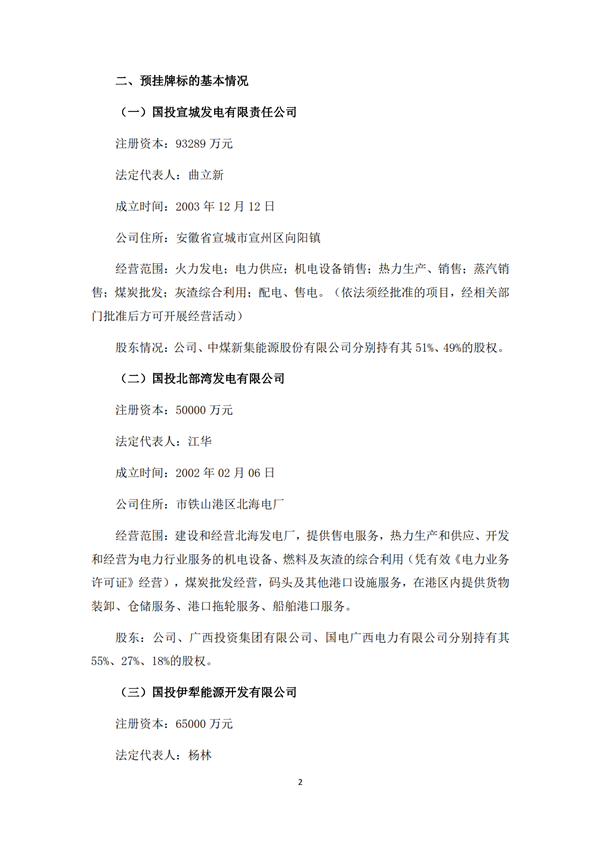 二、预挂牌标的基本情况
（一）国投宣城发电有限责任公司
注册资本：93289 万元
法定代表人：曲立新
成立时间：2003 年 12 月 12 日
公司住所：安徽省宣城市宣州区向阳镇
经营范围：火力发电；电力供应；机电设备销售；热力生产、销售；蒸汽销
售；煤炭批发；灰渣综合利用；配电、售电。（依法须经批准的项目，经相关部
门批准后方可开展经营活动）
股东情况：公司、中煤新集能源股份有限公司分别持有其 51%、49%的股权。
（二）国投北部湾发电有限公司
注册资本：50000 万元
法定代表人：江华
成立时间：2002 年 02 月 06 日
公司住所：市铁山港区北海电厂
经营范围：建设和经营北海发电厂，提供售电服务，热力生产和供应、开发
和经营为电力行业服务的机电设备、燃料及灰渣的综合利用（凭有效《电力业务
许可证》经营），煤炭批发经营，码头及其他港口设施服务，在港区内提供货物
装卸、仓储服务、港口拖轮服务、船舶港口服务。
股东：公司、广西投资集团有限公司、国电广西电力有限公司分别持有其
55%、27%、18%的股权。
（三）国投伊犁能源开发有限公司
注册资本：65000 万元
法定代表人：杨林
2